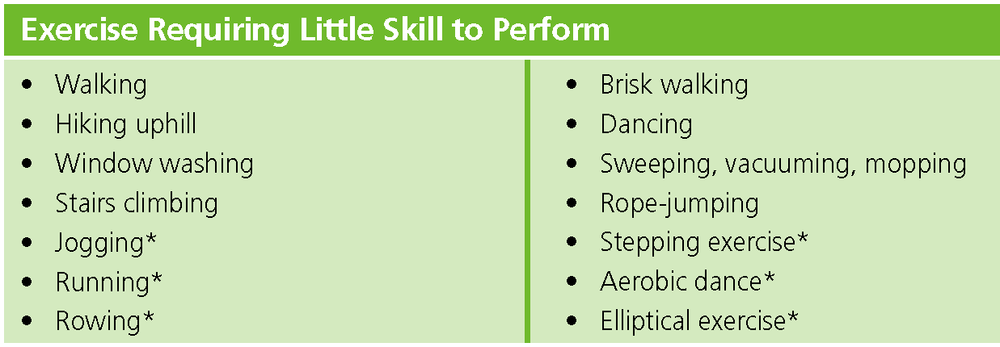 Exercise Requiring Little Skill to Perform
• Walking
• Hiking uphill
• Window washing
• Stairs climbing
• Jogging*
• Running*
• Rowing*
• Brisk walking
• Dancing
• Sweeping, vacuuming, mopping
• Rope-jumping
• Stepping exercise*
• Aerobic dance*
• Elliptical exercise*